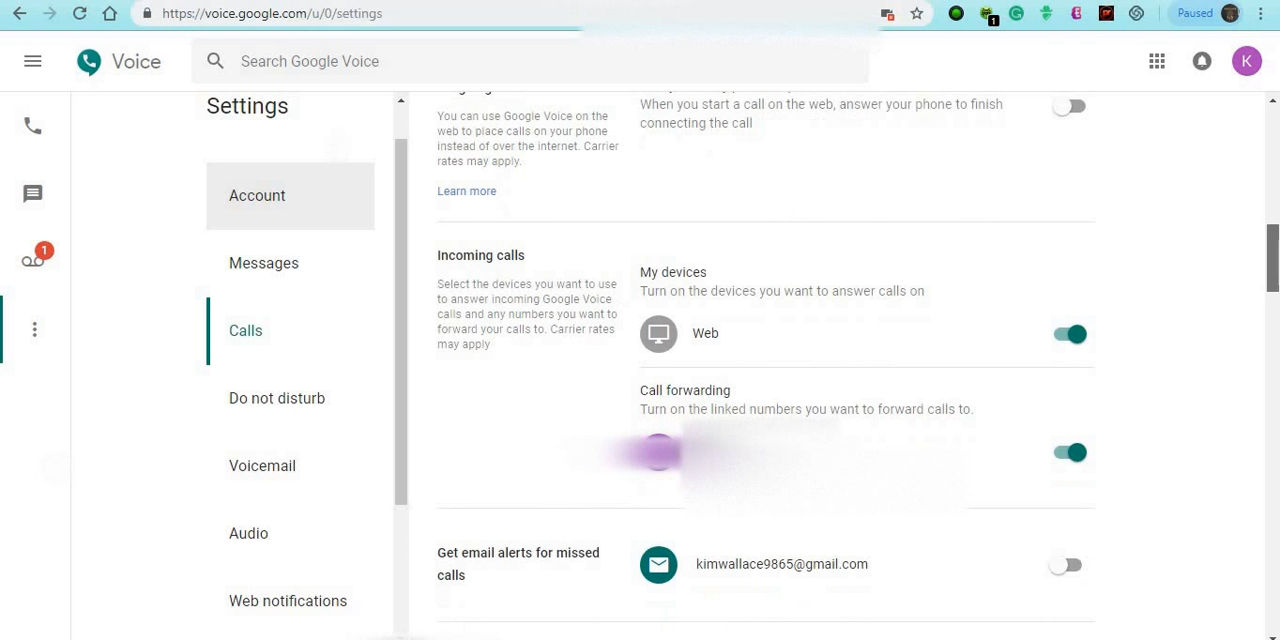 https://voice.google.com/u/0/settings
1
Paused
Voice
Search Google Voice
K
Settings
Account
Messages
1
Calls
Do not disturb
Voicemail
Audio
Web notifications
You can use Google Voice on the
web to place calls on your phone
instead of over the internet. Carrier
rates may apply.
Learn more
When you start a call on the web, answer your phone to finish
connecting the call
Incoming calls
Select the devices you want to use
to answer incoming Google Voice
calls and any numbers you want to
forward your calls to. Carrier rates
may apply
My devices
Turn on the devices you want to answer calls on
Web
Call forwarding
Turn on the linked numbers you want to forward calls to.
Get email alerts for missed
calls
kimwallace9865@gmail.com